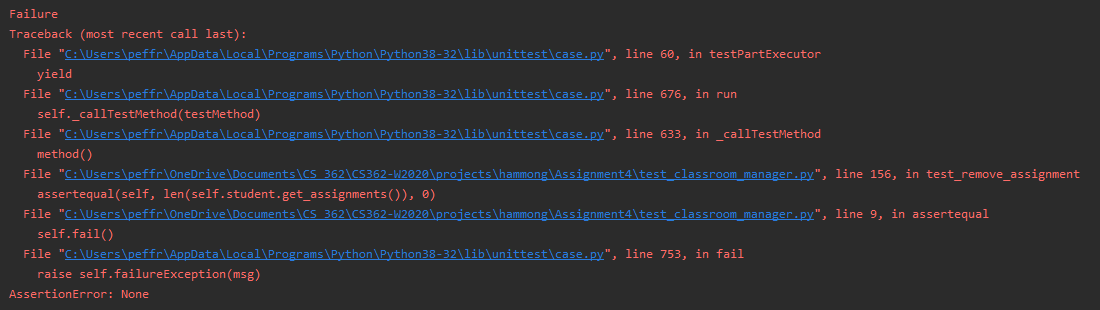 Failure
Traceback (most recent call last):
  File "C:\Users\peffr\AppData\Local\Programs\Python\Python38-32\lib\unittest\case.py", line 60, in testPartExecutor
    yield
  File "C:\Users\peffr\AppData\Local\Programs\Python\Python38-32\lib\unittest\case.py", line 676, in run
    self._callTestMethod(testMethod)
  File "C:\Users\peffr\AppData\Local\Programs\Python\Python38-32\lib\unittest\case.py", line 633, in _callTestMethod
    method()
  File "C:\Users\peffr\OneDrive\Documents\CS 362\CS362-W2020\projects\hammong\Assignment4\test_classroom_manager.py", line 156, in test_remove_assignment
    assertequal(self, len(self.student.get_assignments()), 0)
  File "C:\Users\peffr\OneDrive\Documents\CS 362\CS362-W2020\projects\hammong\Assignment4\test_classroom_manager.py", line 9, in assertequal
    self.fail()
  File "C:\Users\peffr\AppData\Local\Programs\Python\Python38-32\lib\unittest\case.py", line 753, in fail
    raise self.failureException(msg)
AssertionError: None